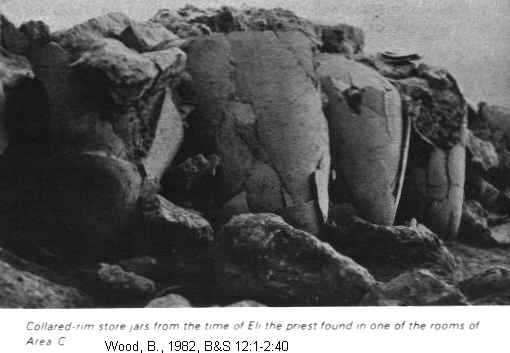 Collared-rim store jars from the time of Eli the priest found in one of the rooms of
Area C
Wood, B., 1982, B&S 12:1-2:40